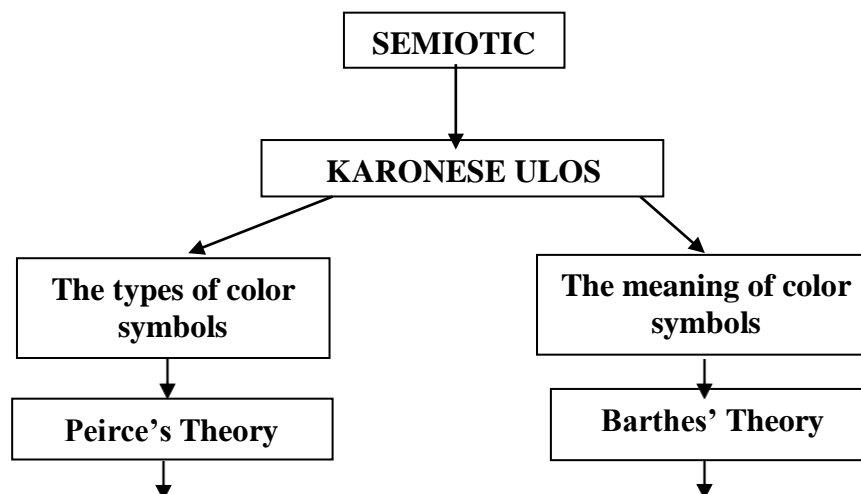 SEMIOTIC
KARONESE ULOS
The types of color
symbols
The meaning of color
symbols
Peirce’s Theory
Barthes’ Theory